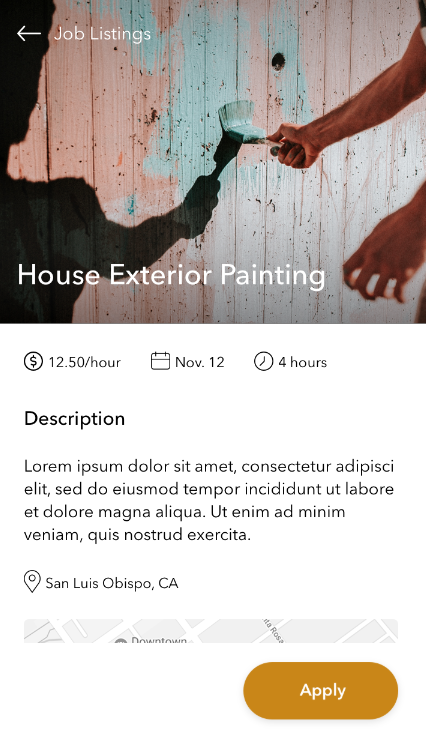 Job Listings
House Exterior Painting
12.50/hour Nov. 12 4 hours
Description
Lorem ipsum dolor sit amet, consectetur adipisci
elit, sed do eiusmod tempor incididunt ut labore
et dolore magna aliqua. Ut enim ad minim
veniam, quis nostrud exercita.
San Luis Obispo, CA
Downtown
ta Rosa
Apply